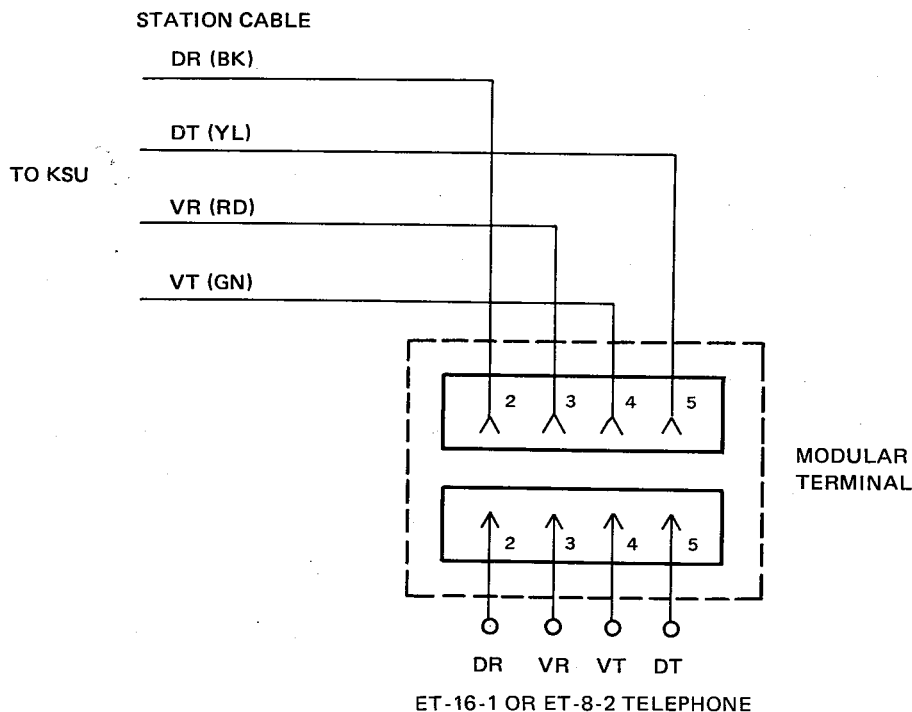 STATION CABLE
DR (BK)
DT (YL)
TO KSU
VR (RD)
VT (GN)
2 3 4 5
MODULAR
TERMINAL
2 3 4 5
DR VR VT DT
ET-16-1 OR ET-8-2 TELEPHONE